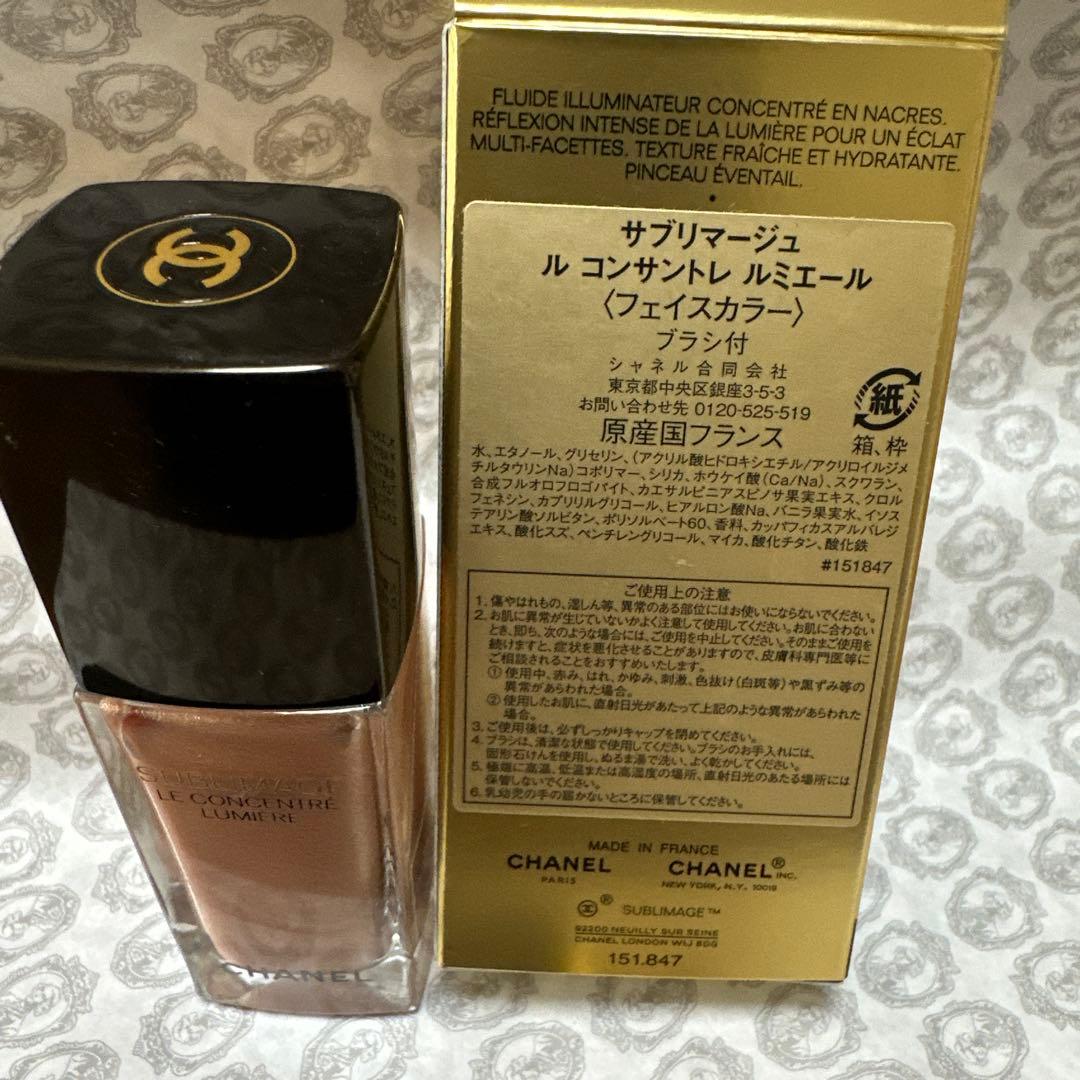 SUBLIMAGE
LE CONCENTRÉ
LUMIÈRE
CHANEL
FLUIDE ILLUMINATEUR CONCENTRÉ EN NACRES.
RÉFLEXION INTENSE DE LA LUMIÈRE POUR UN ÉCLAT
MULTI-FACETTES. TEXTURE FRAÎCHE ET HYDRATANTE.
PINCEAU ÉVENTAIL.
サブリマージュ
ル コンサントレ ルミエール
〈フェイスカラー〉
ブラシ付
シャネル合同会社
東京都中央区銀座3-5-3
お問い合わせ先 0120-525-519
原産国フランス
紙
箱、枠
水、エタノール、グリセリン、(アクリル酸ヒドロキシエチル/アクリロイルジメ
チルタウリンNa)コポリマー、シリカ、ホウケイ酸(Ca/Na)、スクワラン、
合成フルオロフロゴパイト、カエサルピニアスピノサ果実エキス、クロル
フェネシン、カプリリルグリコール、ヒアルロン酸Na、バニラ果実水、イソス
テアリン酸ソルビタン、ポリソルベート60、香料、カッパフィカスアルバレジ
エキス、酸化スズ、ペンチレングリコール、マイカ、酸化チタン、酸化鉄
#151847
ご使用上の注意
1. 傷やはれもの、湿しん等、異常のある部位にはお使いにならないでください。
2. お肌に異常が生じていないかよく注意して使用してください。お肌に合わない
とき、即ち、次のような場合には、ご使用を中止してください。そのままご使用を
続けますと、症状を悪化させることがありますので、皮膚科専門医等に
ご相談されることをおすすめいたします。
① 使用中、赤み、はれ、かゆみ、刺激、色抜け(白斑等)や黒ずみ等の
異常があらわれた場合。
② 使用したお肌に、直射日光があたって上記のような異常があらわれた
場合。
3. ご使用後は、必ずしっかりキャップを閉めてください。
4. ブラシは、清潔な状態で使用してください。ブラシのお手入れには、
固形石けんを使用し、ぬるま湯で洗い、よく乾かしてください。
5. 極端に高温、低温または高湿度の場所、直射日光のあたる場所には
保管しないでください。
6. 乳幼児の手の届かないところに保管してください。
MADE IN FRANCE
CHANEL CHANEL® INC.
PARIS NEW YORK, N.Y. 10019
® SUBLIMAGE™
92200 NEUILLY SUR SEINE
CHANEL LONDON W1J 8DG
151.847